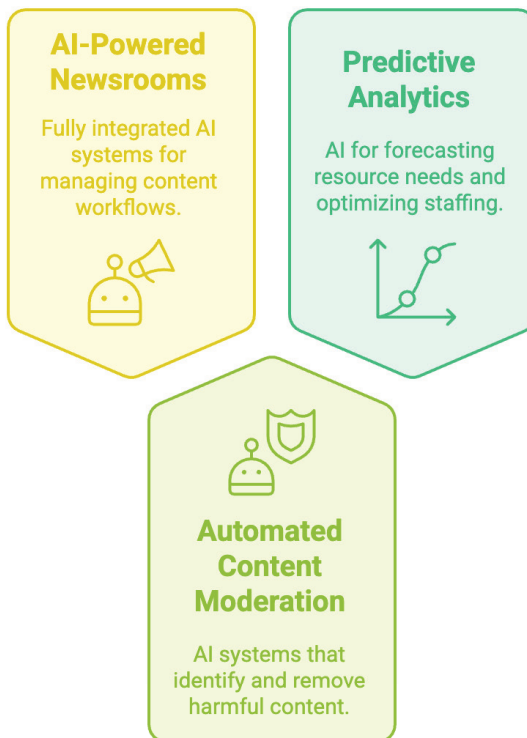 AI-Powered
Newsrooms
Fully integrated AI
systems for
managing content
workflows.
Predictive
Analytics
AI for forecasting
resource needs and
optimizing staffing.
Automated
Content
Moderation
AI systems that
identify and remove
harmful content.